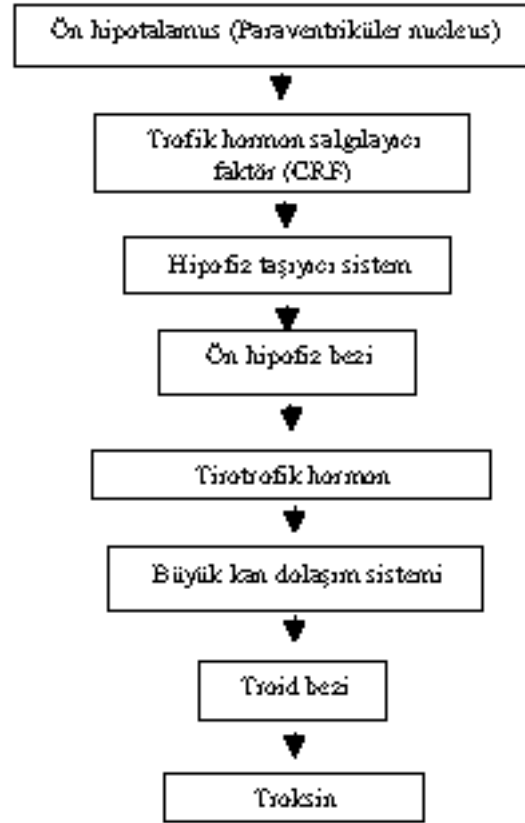 Ön hipotalamus (Paraventriküler nucleus)
Trofik hormon salgılayıcı
faktör (CRF)
Hipofiz taşıyıcı sistem
Ön hipofiz bezi
Tirotrofik hormon
Büyük kan dolaşım sistemi
Troid bezi
Troksin